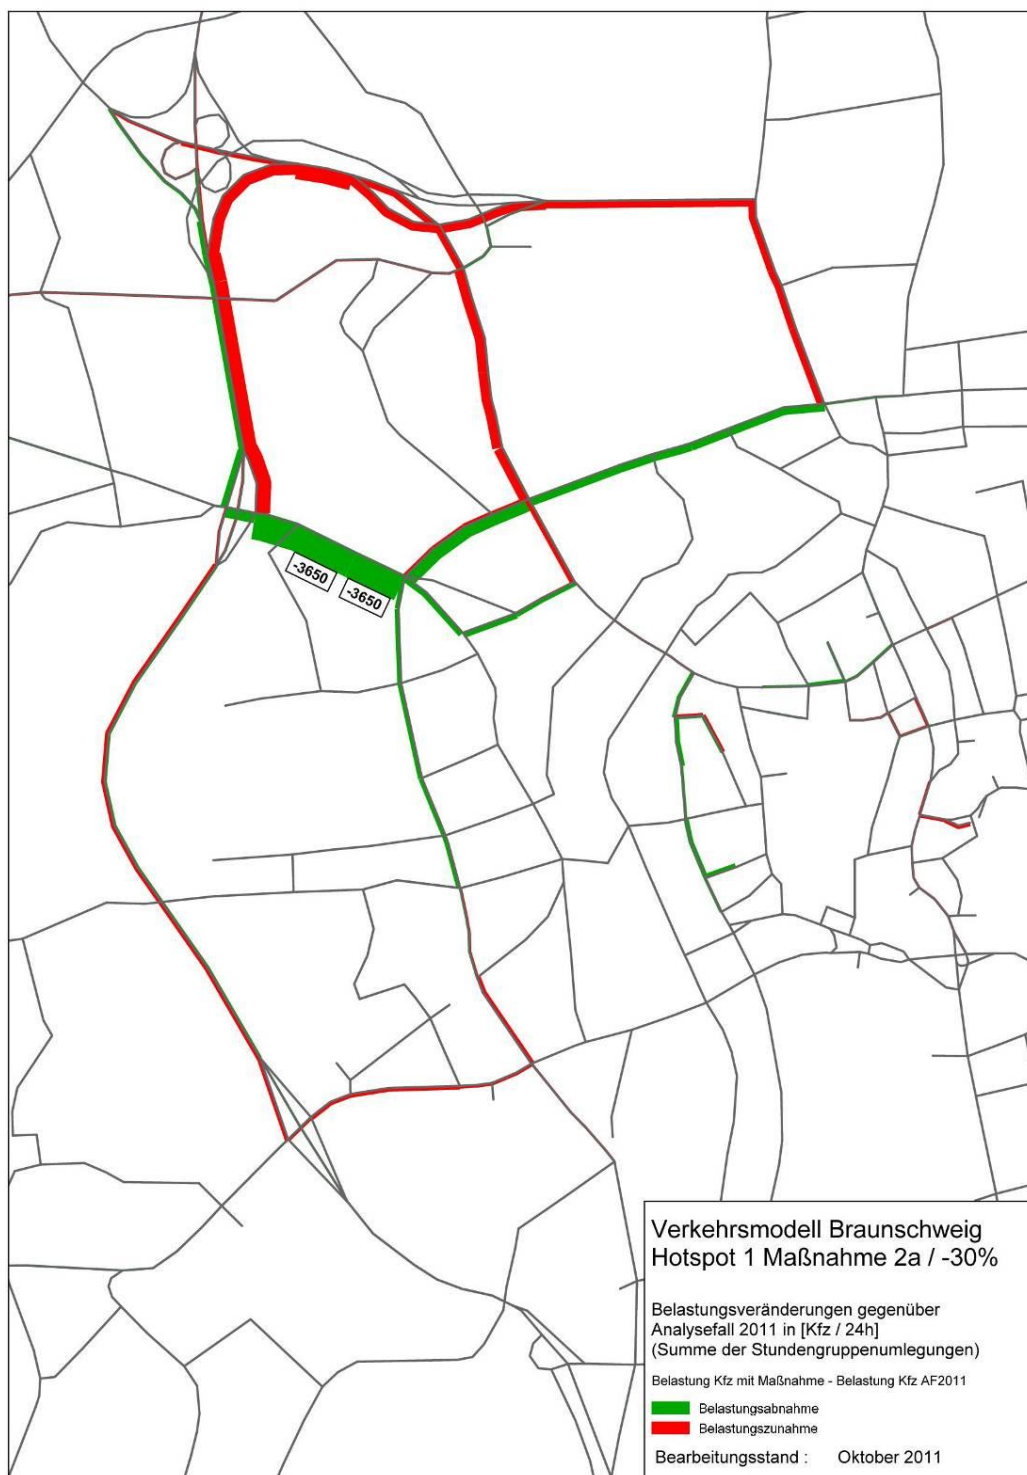 -3650
-3650
Verkehrsmodell Braunschweig
Hotspot 1 Maßnahme 2a / -30%
Belastungsveränderungen gegenüber
Analysefall 2011 in [Kfz / 24h]
(Summe der Stundengruppenumlegungen)
Belastung Kfz mit Maßnahme - Belastung Kfz AF2011
Belastungsabnahme
Belastungszunahme
Bearbeitungsstand : Oktober 2011